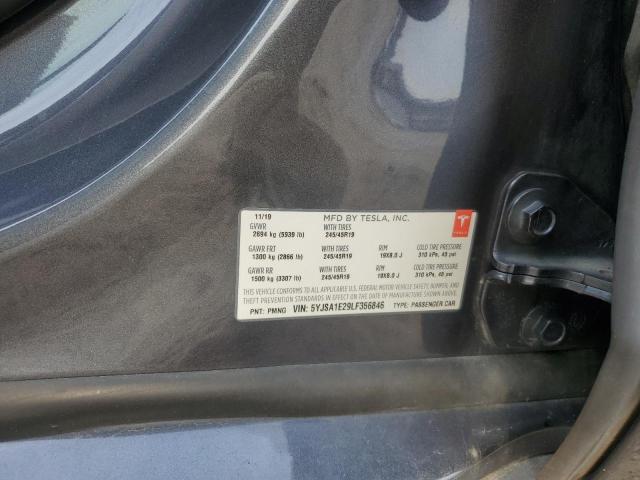 11/19 MFD BY TESLA, INC.
GVWR WITH TIRES
2694 kg (5939 lb) 245/45R19
GAWR FRT WITH TIRES RIM COLD TIRE PRESSURE
1300 kg (2866 lb) 245/45R19 19X8.0 J 310 kPa, 45 psi
GAWR RR WITH TIRES RIM COLD TIRE PRESSURE
1500 kg (3307 lb) 245/45R19 19X8.0 J 310 kPa, 45 psi
THIS VEHICLE CONFORMS TO ALL APPLICABLE U.S.A. FEDERAL MOTOR VEHICLE SAFETY, BUMPER, AND
THEFT PREVENTION STANDARDS IN EFFECT ON THE DATE OF MANUFACTURE SHOWN ABOVE.
PNT: PMNG VIN: 5YJSA1E29LF356846 TYPE: PASSENGER CAR
TESLA